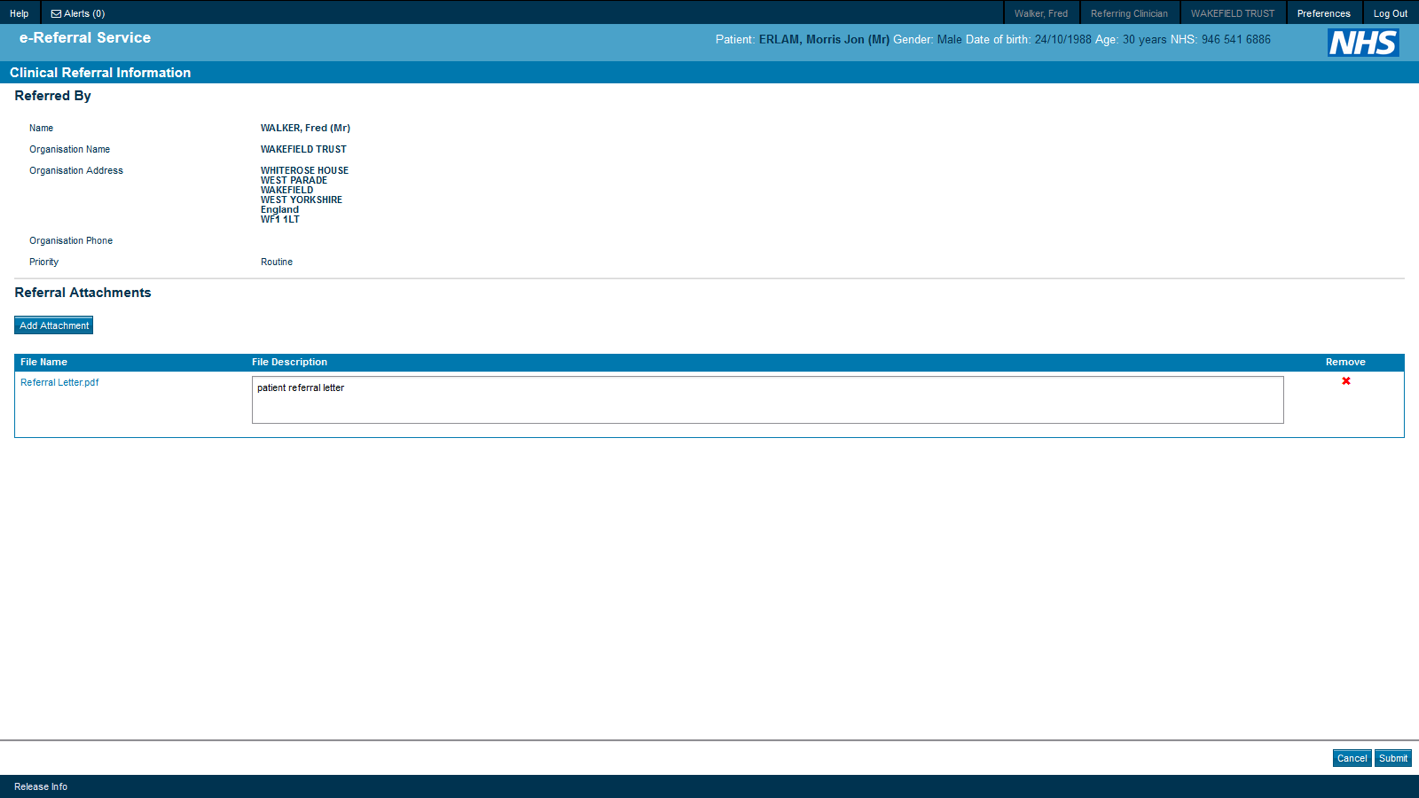 Help
Alerts (0)
Walker, Fred
Referring Clinician
WAKEFIELD TRUST
Preferences
Log Out
e-Referral Service
Patient: ERLAM, Morris Jon (Mr) Gender: Male Date of birth: 24/10/1988 Age: 30 years NHS: 946 541 6886
NHS
Clinical Referral Information
Referred By
Name
WALKER, Fred (Mr)
Organisation Name
WAKEFIELD TRUST
Organisation Address
WHITEROSE HOUSE
WEST PARADE
WAKEFIELD
WEST YORKSHIRE
England
WF1 1LT
Organisation Phone
Priority
Routine
Referral Attachments
Add Attachment
File Name
File Description
Remove
Referral Letter.pdf
patient referral letter
Cancel
Submit
Release Info